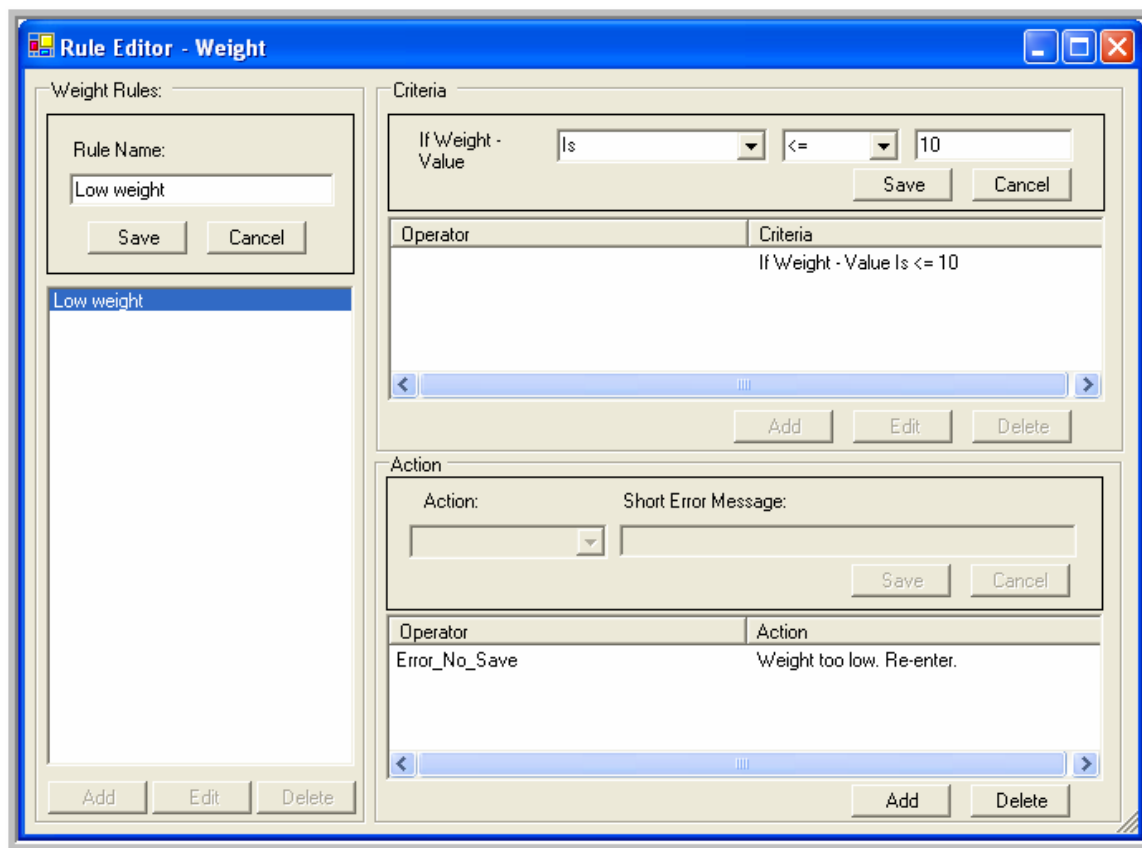 Rule Editor - Weight
Weight Rules:
Rule Name:
Low weight
Save Cancel
Low weight
Add Edit Delete
Criteria
If Weight - Is <= 10
Value
Save Cancel
Operator Criteria
If Weight - Value Is <= 10
Add Edit Delete
Action
Action: Short Error Message:
Save Cancel
Operator Action
Error_No_Save Weight too low. Re-enter.
Add Delete